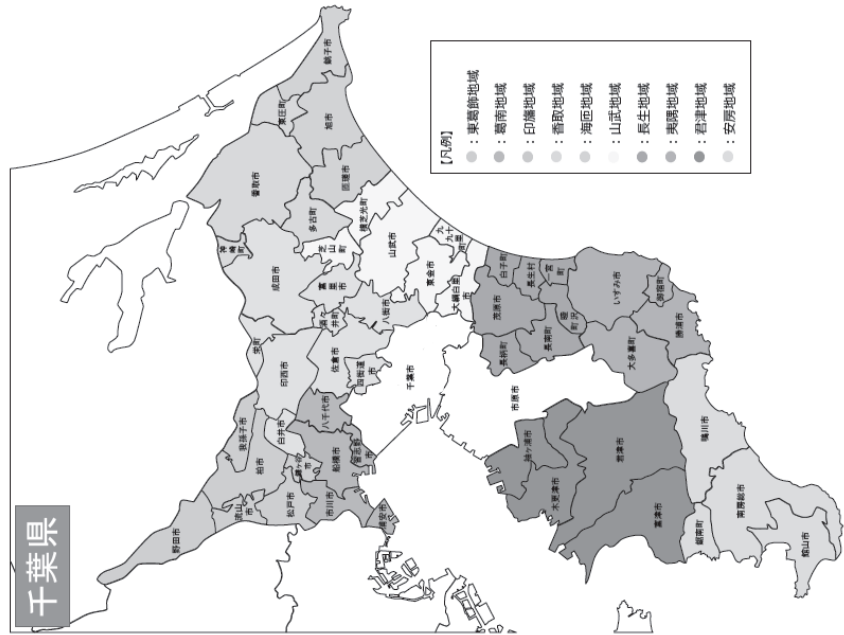 千葉県
【凡例】
：東葛飾地域
：葛南地域
：印旛地域
：香取地域
：海匝地域
：山武地域
：長生地域
：夷隅地域
：君津地域
：安房地域
野田市
流山市
柏市
我孫子市
松戸市
鎌ヶ谷市
白井市
市川市
船橋市
浦安市
習志野市
八千代市
印西市
栄町
佐倉市
四街道市
酒々井町
八街市
富里市
成田市
神崎町
香取市
多古町
東庄町
銚子市
旭市
匝瑳市
芝山町
横芝光町
山武市
東金市
九十九里町
大網白里市
千葉市
市原市
茂原市
白子町
長生村
一宮町
睦沢町
長南町
長柄町
いすみ市
御宿町
勝浦市
大多喜町
袖ヶ浦市
木更津市
君津市
富津市
鴨川市
鋸南町
南房総市
館山市